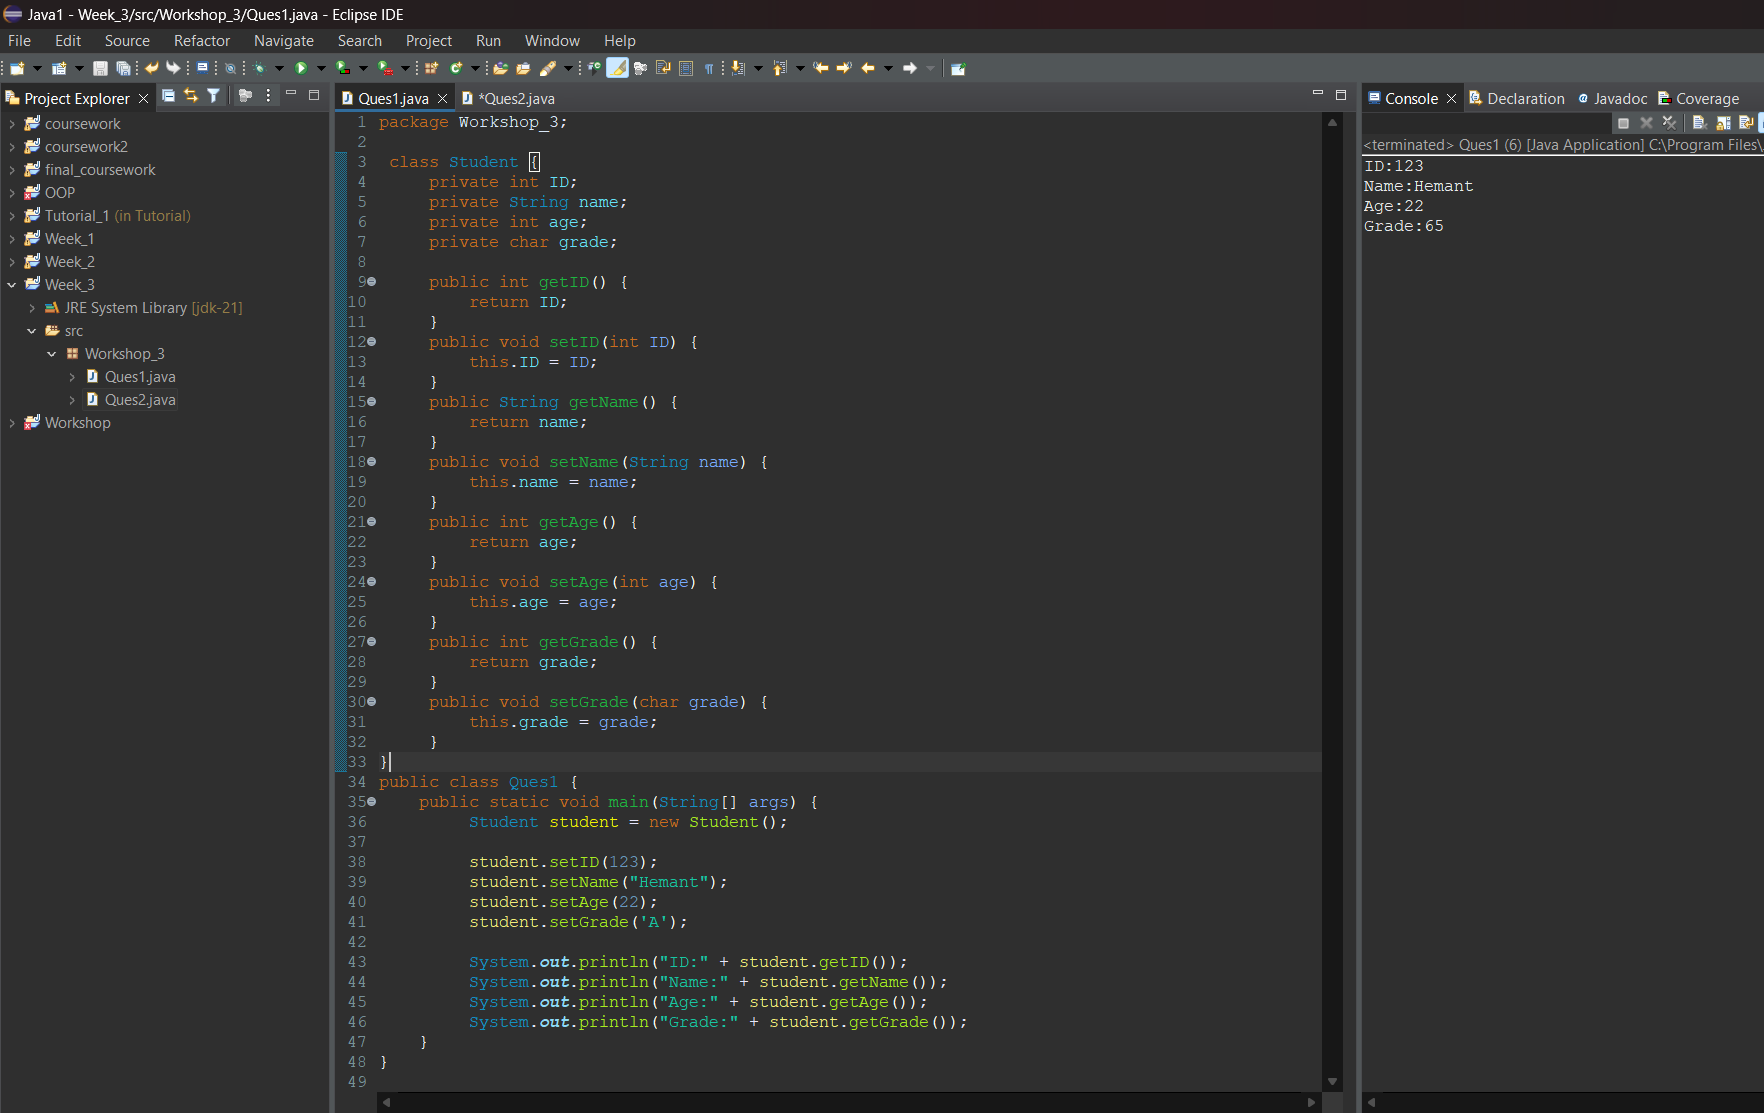 Java1 - Week_3/src/Workshop_3/Ques1.java - Eclipse IDE
File Edit Source Refactor Navigate Search Project Run Window Help
Project Explorer
coursework
coursework2
final_coursework
OOP
Tutorial_1 (in Tutorial)
Week_1
Week_2
Week_3
JRE System Library [jdk-21]
src
Workshop_3
Ques1.java
Ques2.java
Workshop
Ques1.java *Ques2.java
1 package Workshop_3;
2
3 class Student {
4 private int ID;
5 private String name;
6 private int age;
7 private char grade;
8
9 public int getID() {
10 return ID;
11 }
12 public void setID(int ID) {
13 this.ID = ID;
14 }
15 public String getName() {
16 return name;
17 }
18 public void setName(String name) {
19 this.name = name;
20 }
21 public int getAge() {
22 return age;
23 }
24 public void setAge(int age) {
25 this.age = age;
26 }
27 public int getGrade() {
28 return grade;
29 }
30 public void setGrade(char grade) {
31 this.grade = grade;
32 }
33 }
34 public class Ques1 {
35 public static void main(String[] args) {
36 Student student = new Student();
37
38 student.setID(123);
39 student.setName("Hemant");
40 student.setAge(22);
41 student.setGrade('A');
42
43 System.out.println("ID:" + student.getID());
44 System.out.println("Name:" + student.getName());
45 System.out.println("Age:" + student.getAge());
46 System.out.println("Grade:" + student.getGrade());
47 }
48 }
49
Console Declaration Javadoc Coverage
<terminated> Ques1 (6) [Java Application] C:\Program Files\
ID:123
Name:Hemant
Age:22
Grade:65